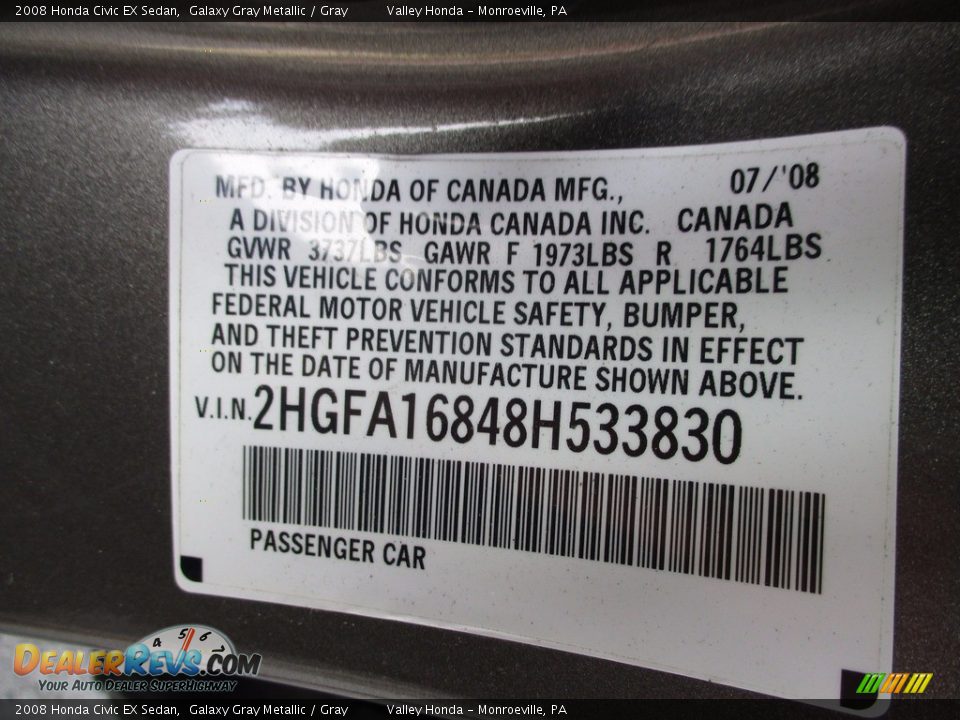 2008 Honda Civic EX Sedan,  Galaxy Gray Metallic / Gray        Valley Honda - Monroeville, PA
MFD. BY HONDA OF CANADA MFG., 07/'08
A DIVISION OF HONDA CANADA INC. CANADA
GVWR 3737LBS GAWR F 1973LBS R 1764LBS
THIS VEHICLE CONFORMS TO ALL APPLICABLE
FEDERAL MOTOR VEHICLE SAFETY, BUMPER,
AND THEFT PREVENTION STANDARDS IN EFFECT
ON THE DATE OF MANUFACTURE SHOWN ABOVE.
V.I.N. 2HGFA16848H533830
PASSENGER CAR
4 5 6
DEALERREVS.COM
Your Auto Dealer SuperHighway
2008 Honda Civic EX Sedan,  Galaxy Gray Metallic / Gray        Valley Honda - Monroeville, PA